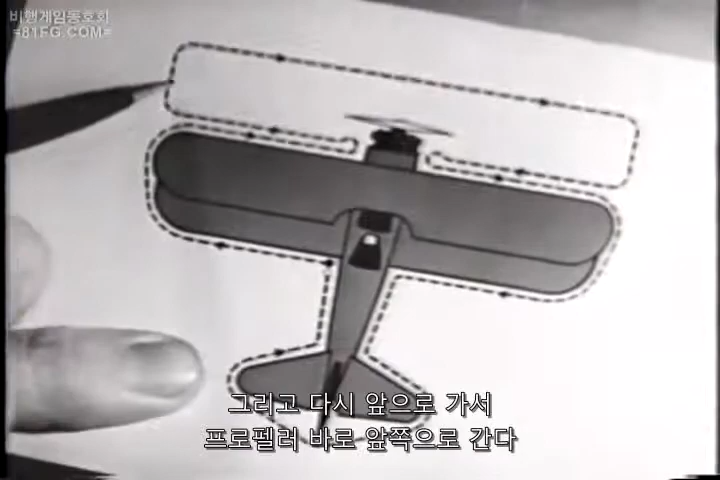 비행게임동호회
=81FG.COM=
그리고 다시 앞으로 가서
프로펠러 바로 앞쪽으로 간다